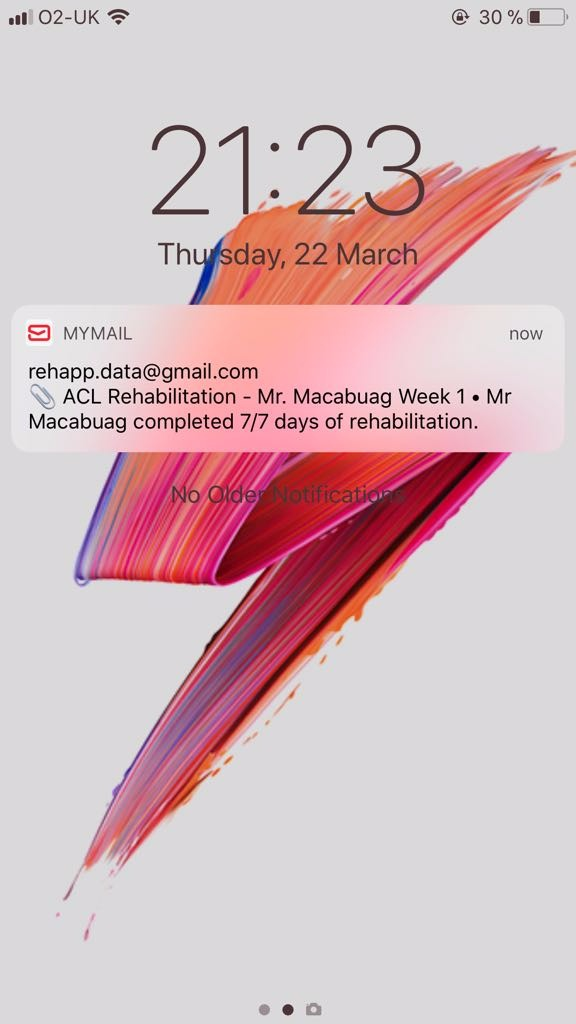 O2-UK 30 %
21:23
Thursday, 22 March
MYMAIL now
rehapp.data@gmail.com
📎 ACL Rehabilitation - Mr. Macabuag Week 1 • Mr
Macabuag completed 7/7 days of rehabilitation.
No Older Notifications